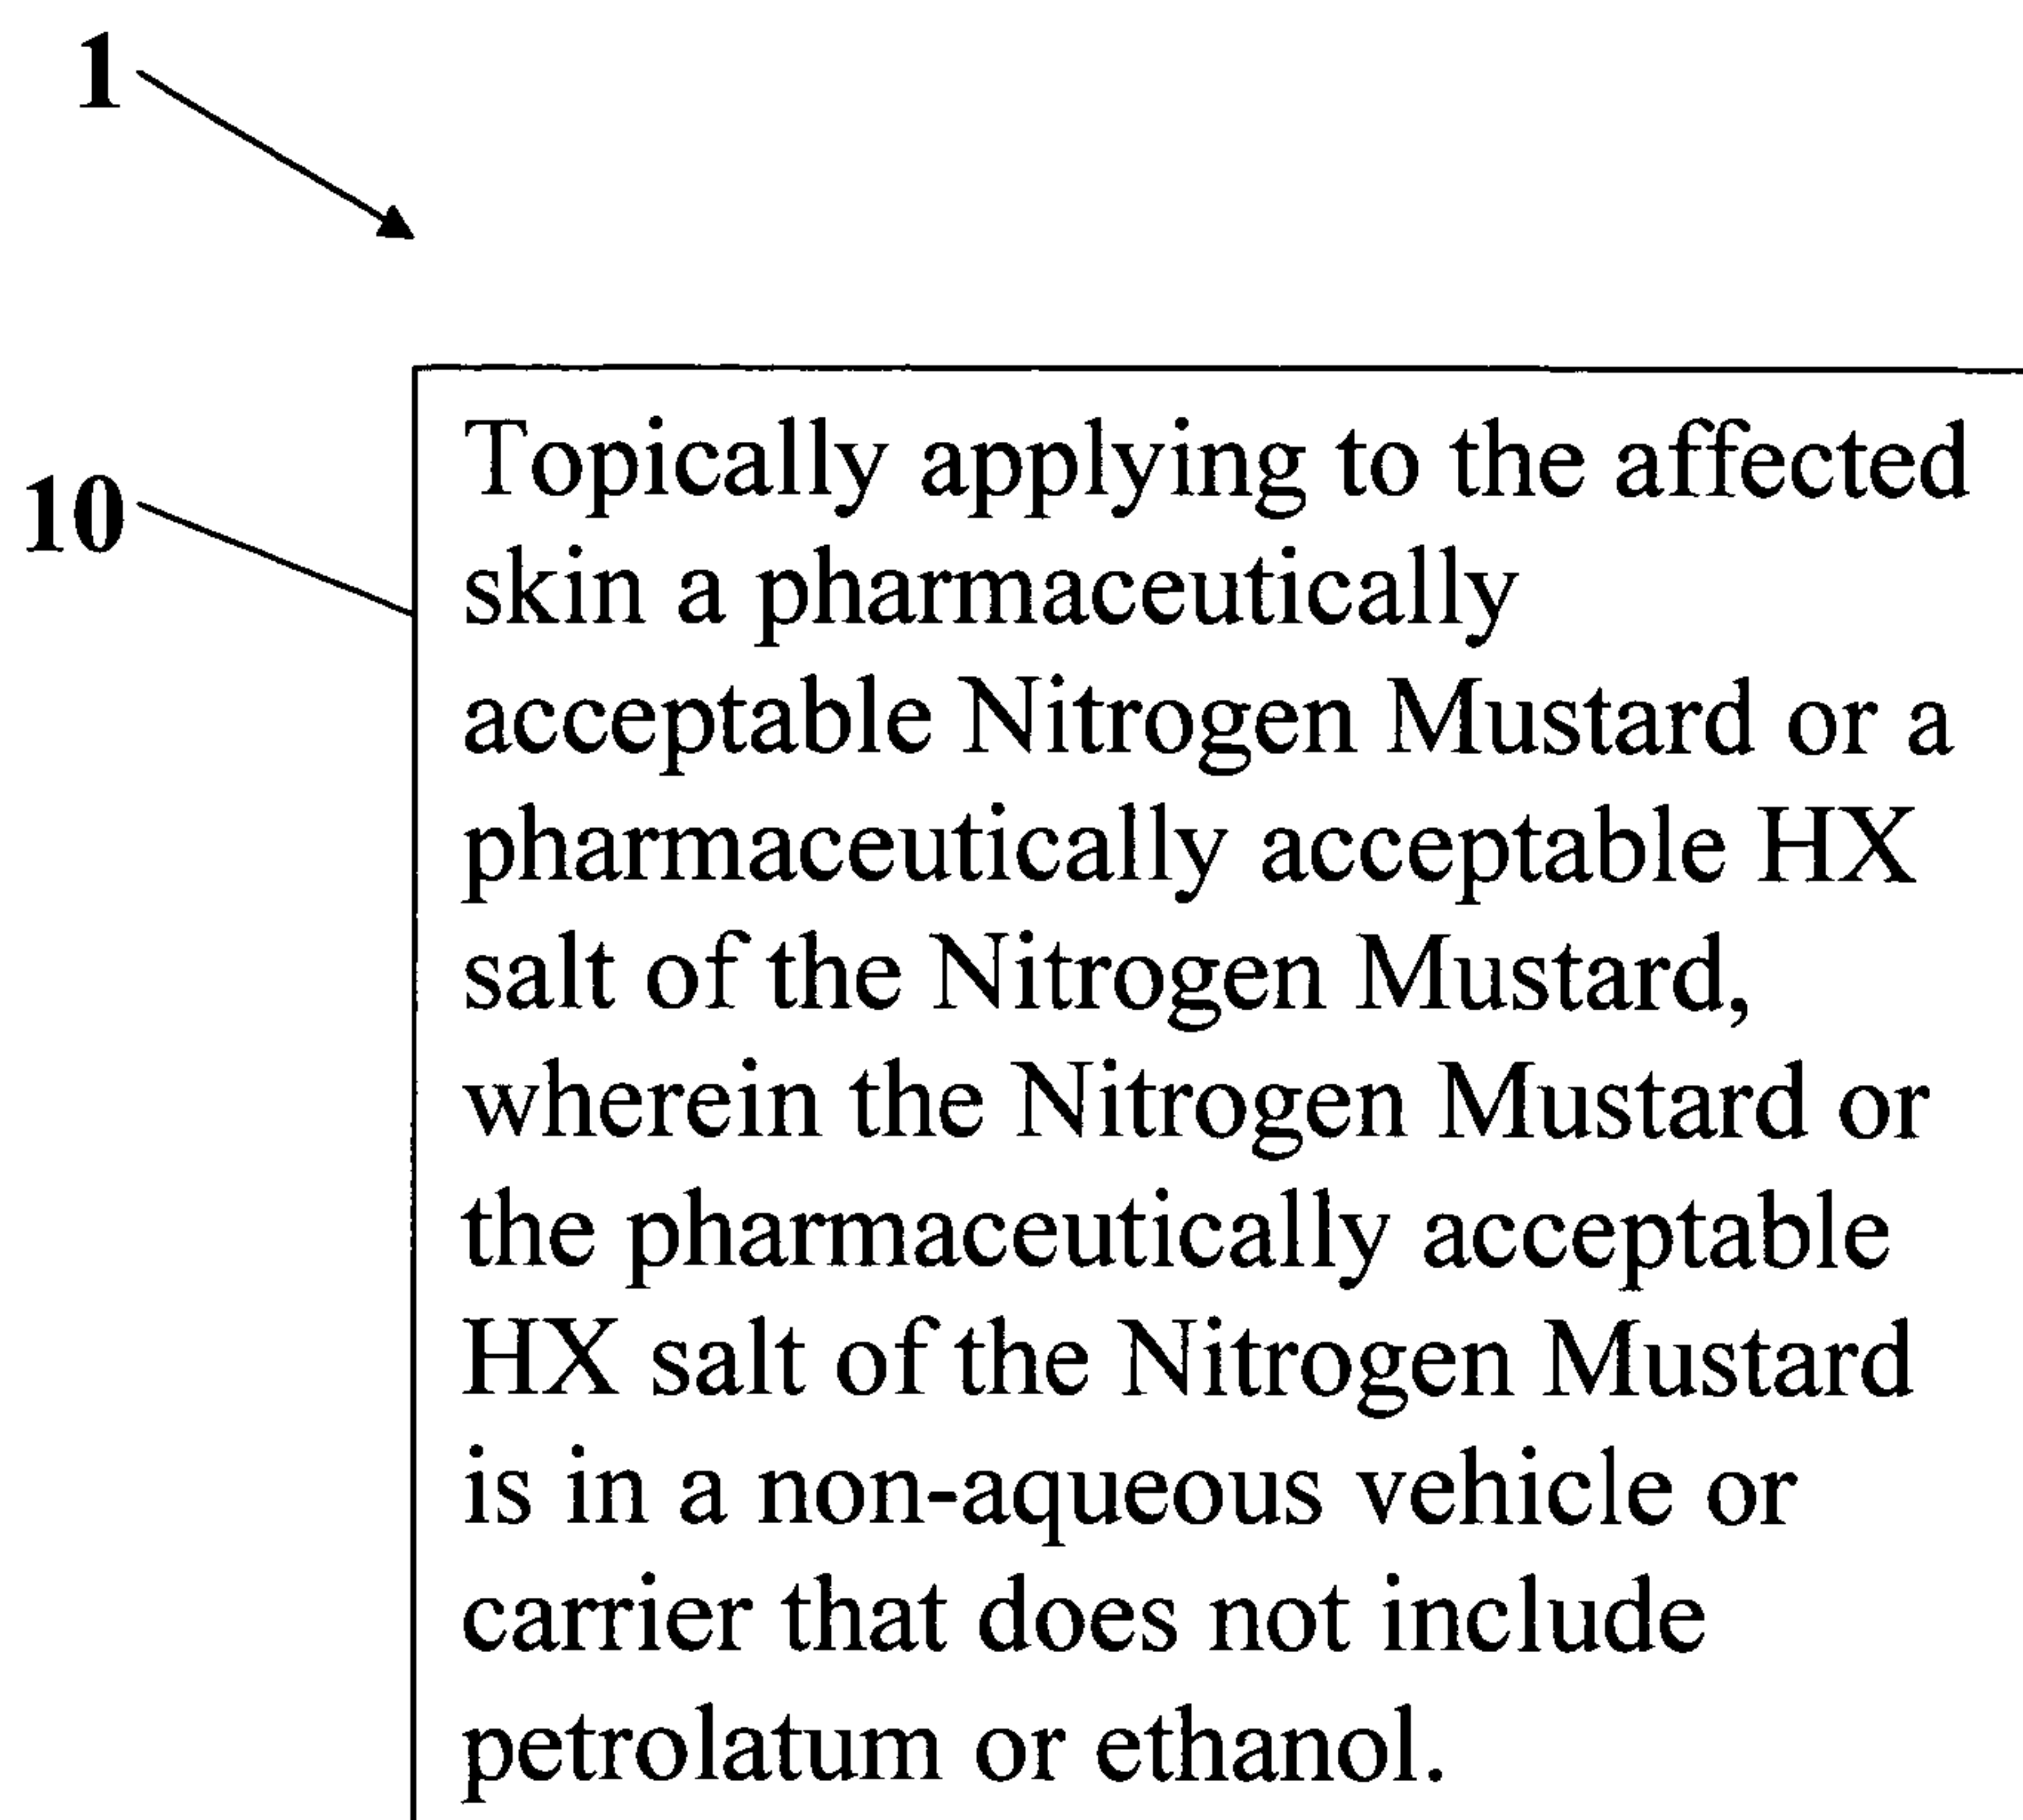 1
10
Topically applying to the affected
skin a pharmaceutically
acceptable Nitrogen Mustard or a
pharmaceutically acceptable HX
salt of the Nitrogen Mustard,
wherein the Nitrogen Mustard or
the pharmaceutically acceptable
HX salt of the Nitrogen Mustard
is in a non-aqueous vehicle or
carrier that does not include
petrolatum or ethanol.